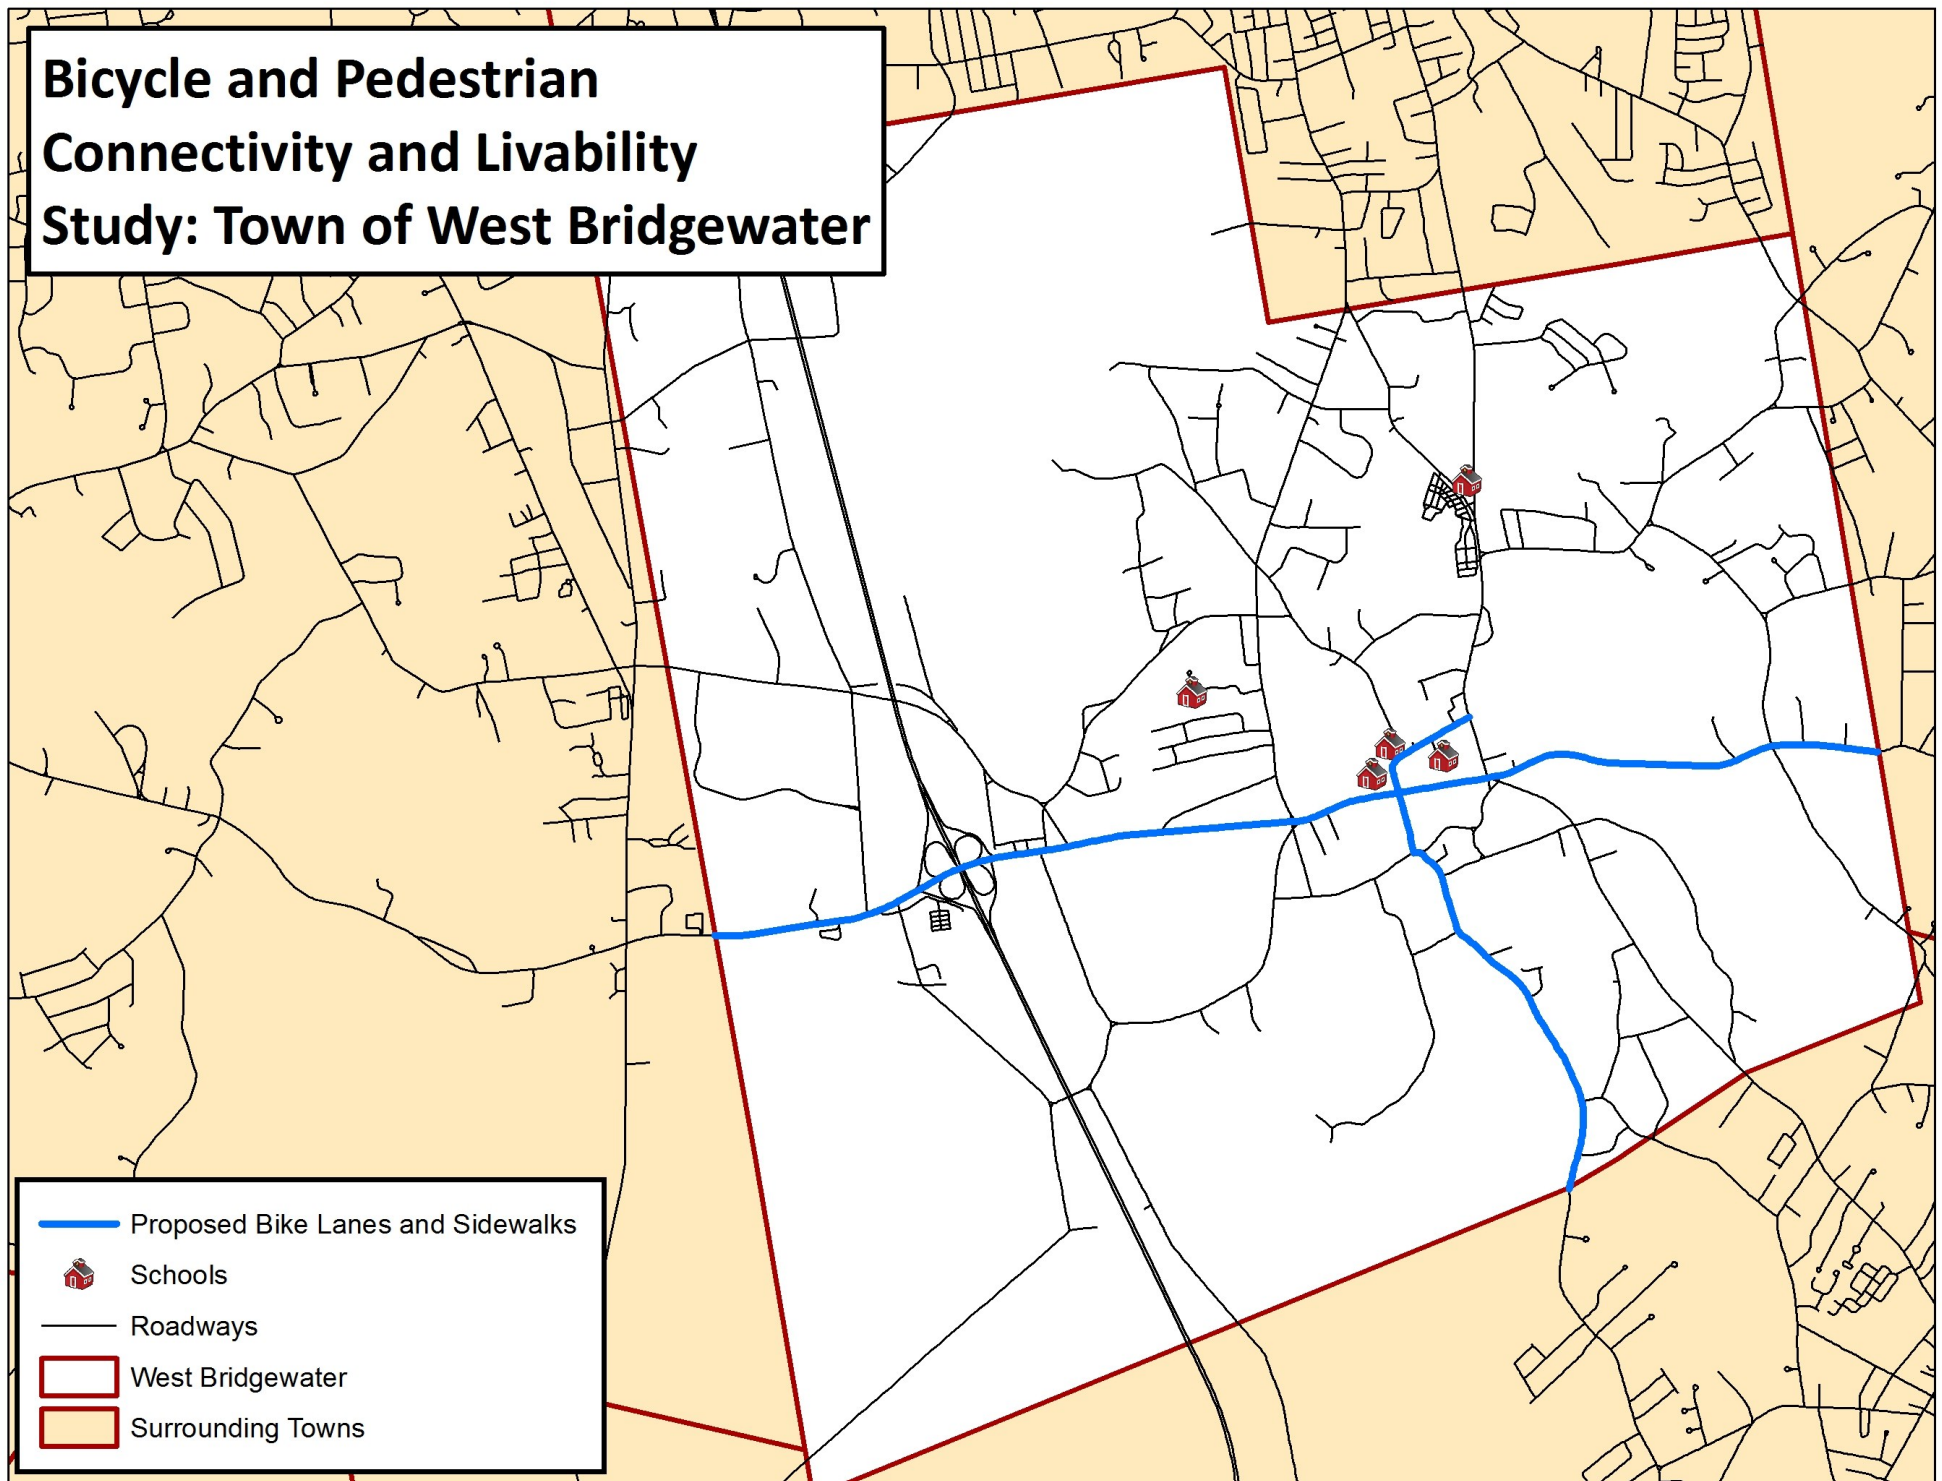 Bicycle and Pedestrian
Connectivity and Livability
Study: Town of West Bridgewater
Proposed Bike Lanes and Sidewalks
Schools
Roadways
West Bridgewater
Surrounding Towns